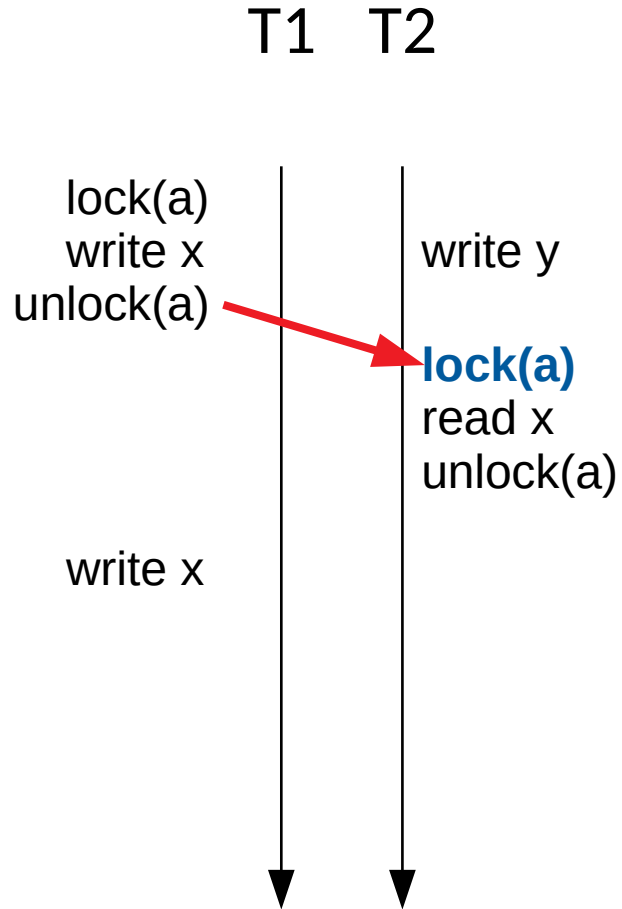 T1 T2
lock(a)
write x
unlock(a)
write y
lock(a)
read x
unlock(a)
write x